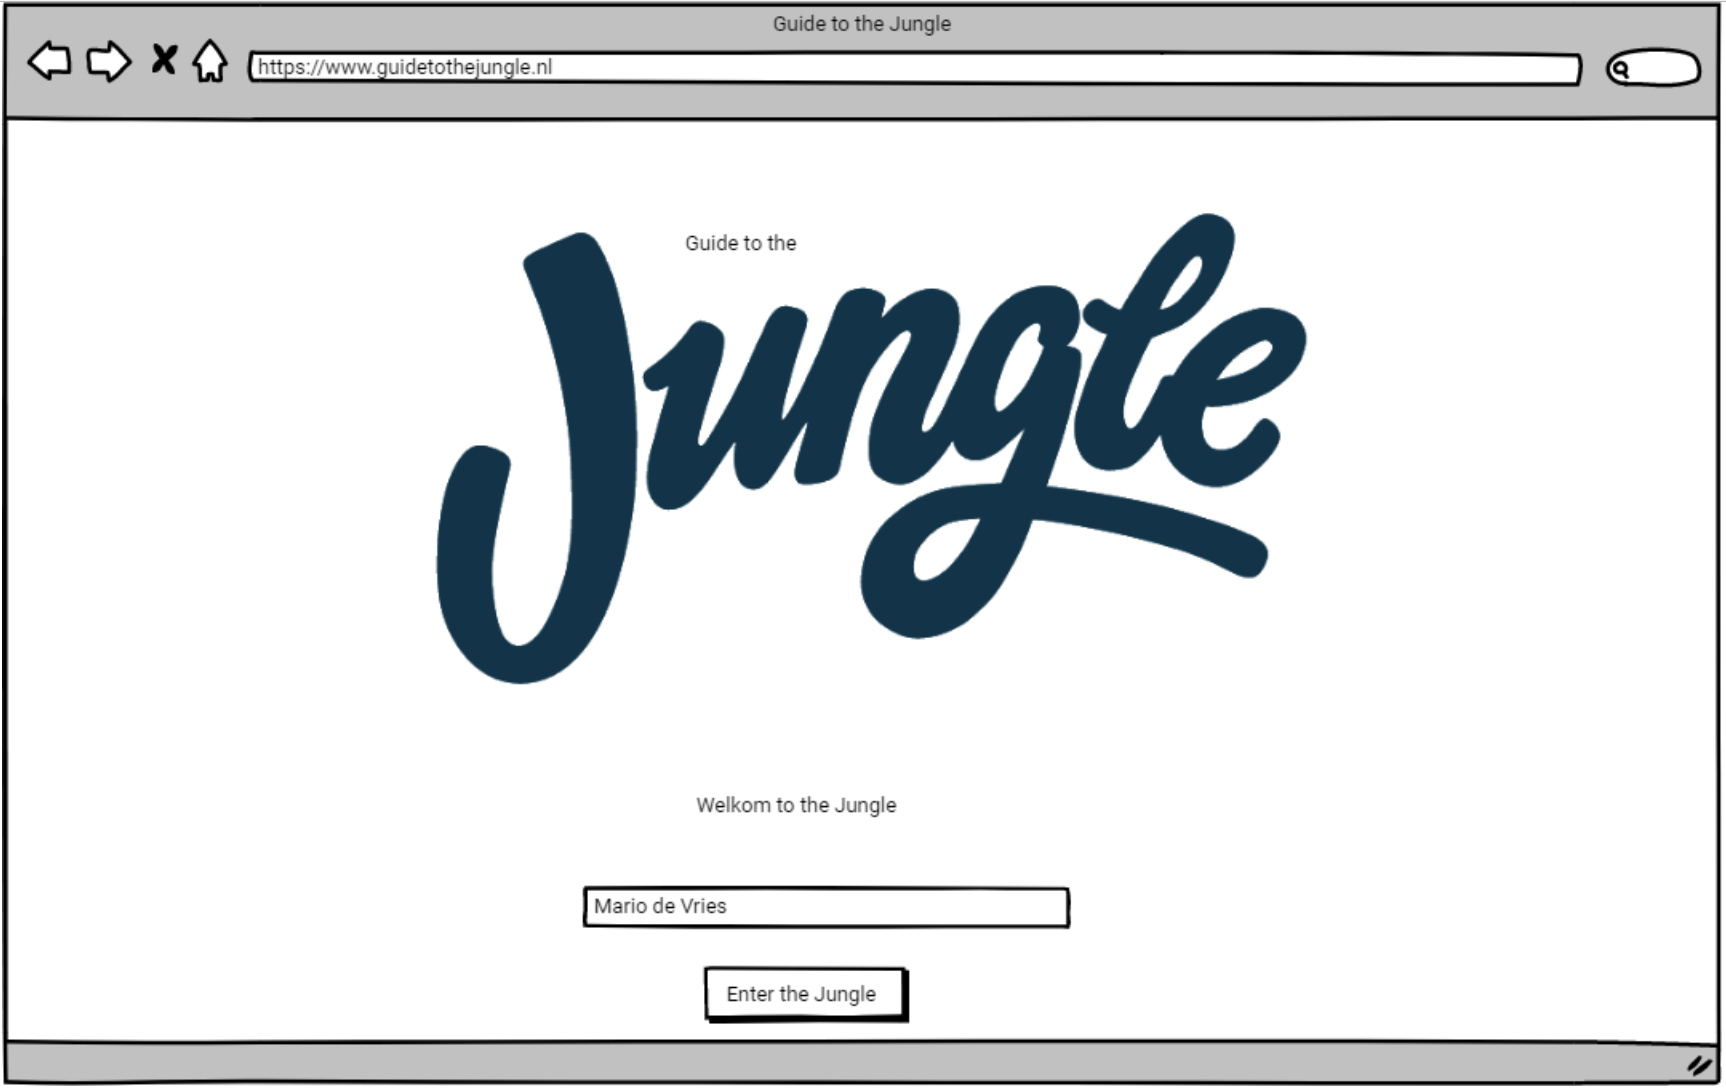 Guide to the Jungle
https://www.guidetothejungle.nl
Guide to the
Jungle
Welkom to the Jungle
Mario de Vries
Enter the Jungle